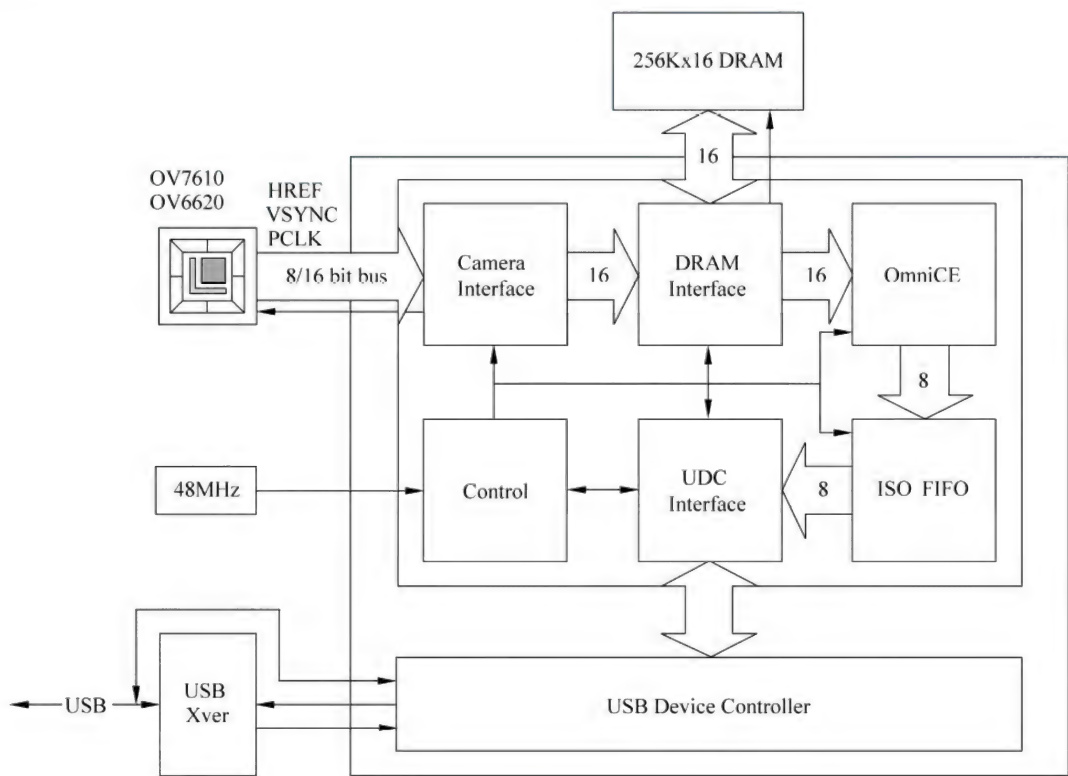 256Kx16 DRAM
16
OV7610
OV6620
HREF
VSYNC
PCLK
8/16 bit bus
Camera
Interface
16
DRAM
Interface
16
OmniCE
8
48MHz
Control
UDC
Interface
8
ISO FIFO
USB
USB
Xver
USB Device Controller